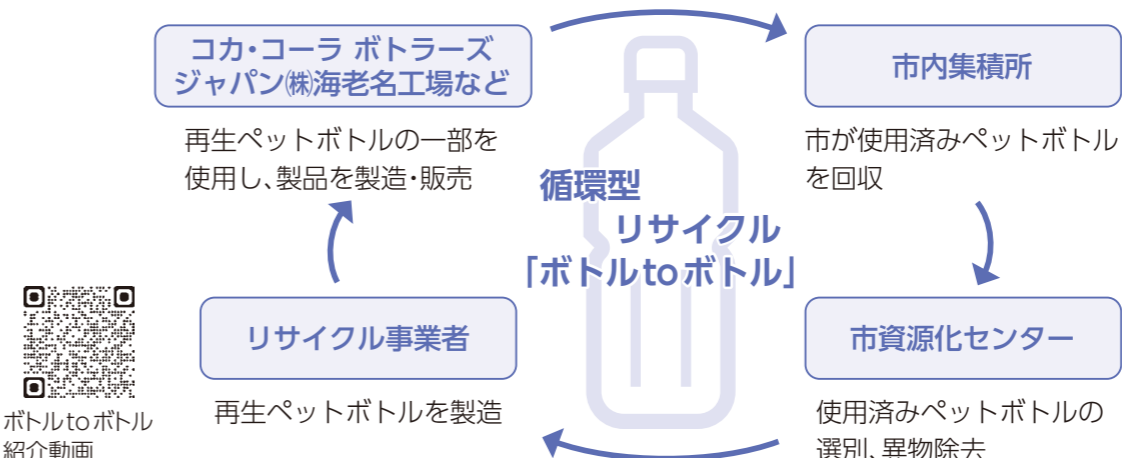 コカ・コーラ ボトラーズ
ジャパン㈱海老名工場など
再生ペットボトルの一部を
使用し、製品を製造・販売
市内集積所
市が使用済みペットボトル
を回収
循環型
リサイクル
「ボトルtoボトル」
リサイクル事業者
再生ペットボトルを製造
市資源化センター
使用済みペットボトルの
選別、異物除去
ボトルtoボトル
紹介動画